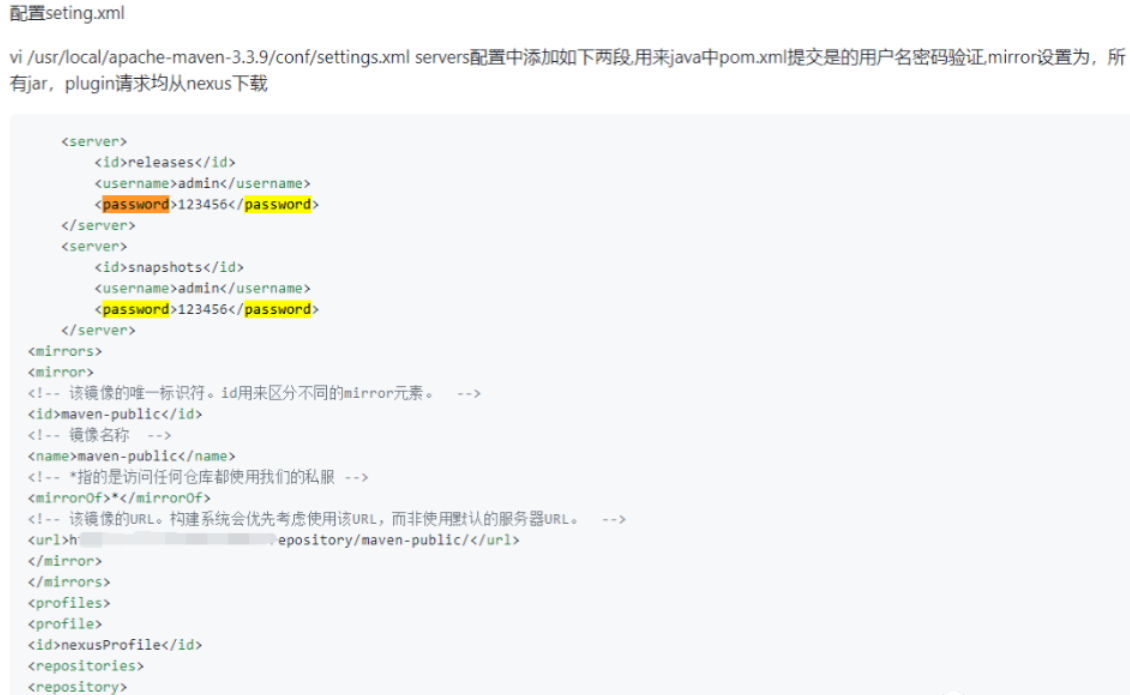 配置seting.xml
vi /usr/local/apache-maven-3.3.9/conf/settings.xml servers配置中添加如下两段,用来java中pom.xml提交是的用户名密码验证,mirror设置为，所
有jar，plugin请求均从nexus下载
<server>
<id>releases</id>
<username>admin</username>
<password>123456</password>
</server>
<server>
<id>snapshots</id>
<username>admin</username>
<password>123456</password>
</server>
<mirrors>
<mirror>
<!-- 该镜像的唯一标识符。id用来区分不同的mirror元素。 -->
<id>maven-public</id>
<!-- 镜像名称 -->
<name>maven-public</name>
<!-- *指的是访问任何仓库都使用我们的私服 -->
<mirrorOf>*</mirrorOf>
<!-- 该镜像的URL。构建系统会优先考虑使用该URL，而非使用默认的服务器URL。 -->
<url>h epository/maven-public/</url>
</mirror>
</mirrors>
<profiles>
<profile>
<id>nexusProfile</id>
<repositories>
<repository>